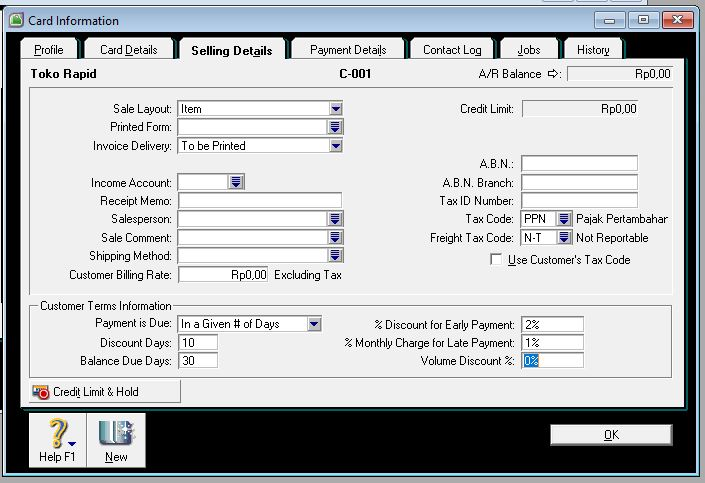 Card Information
Profile Card Details Selling Details Payment Details Contact Log Jobs History
Toko Rapid C-001 A/R Balance ⇨: Rp0,00
Sale Layout: Item Credit Limit: Rp0,00
Printed Form:
Invoice Delivery: To be Printed
A.B.N.:
Income Account: A.B.N. Branch:
Receipt Memo: Tax ID Number:
Salesperson: Tax Code: PPN Pajak Pertambahar
Sale Comment: Freight Tax Code: N-T Not Reportable
Shipping Method: Use Customer's Tax Code
Customer Billing Rate: Rp0,00 Excluding Tax
Customer Terms Information
Payment is Due: In a Given # of Days % Discount for Early Payment: 2%
Discount Days: 10 % Monthly Charge for Late Payment: 1%
Balance Due Days: 30 Volume Discount %: 0%
Credit Limit & Hold
Help F1 New OK